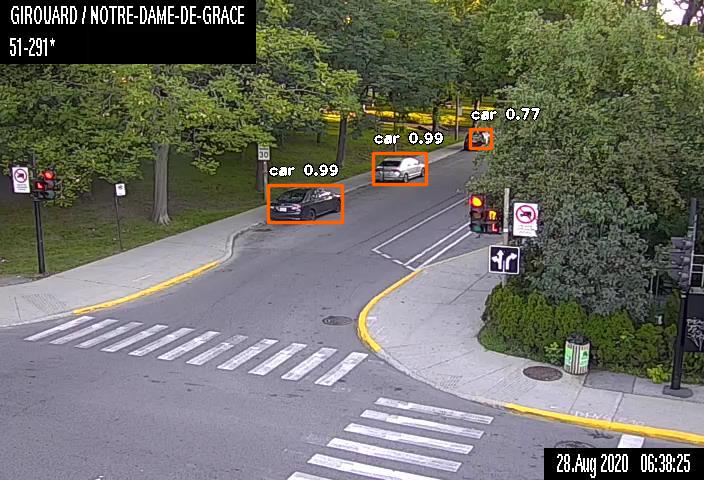 GIROUARD / NOTRE-DAME-DE-GRACE
51-291*
car 0.77
car 0.99
car 0.99
30
28.Aug 2020 06:38:25